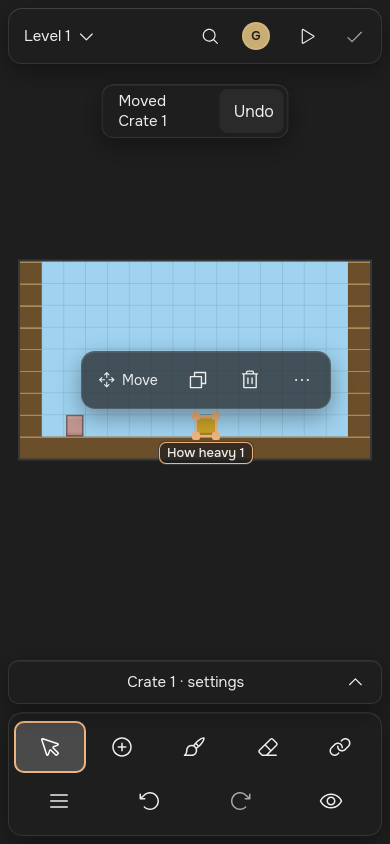 Level 1
G
Moved
Crate 1
Undo
Move
How heavy 1
Crate 1 · settings